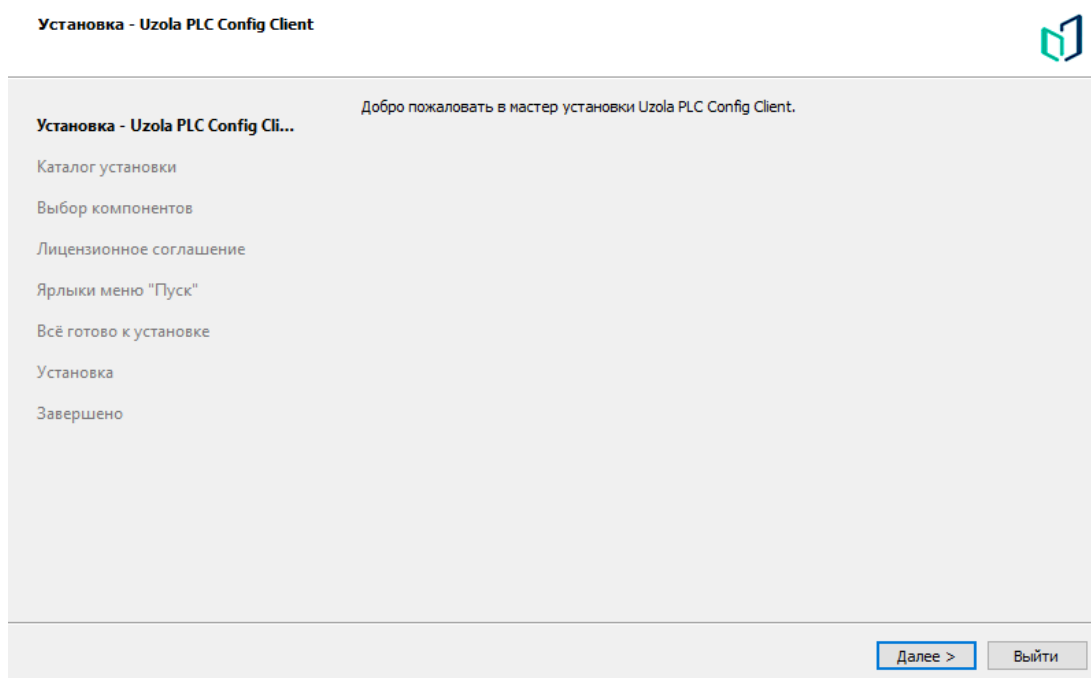 Установка - Uzola PLC Config Client
Добро пожаловать в мастер установки Uzola PLC Config Client.
Установка - Uzola PLC Config Cli...
Каталог установки
Выбор компонентов
Лицензионное соглашение
Ярлыки меню "Пуск"
Всё готово к установке
Установка
Завершено
Далее >
Выйти